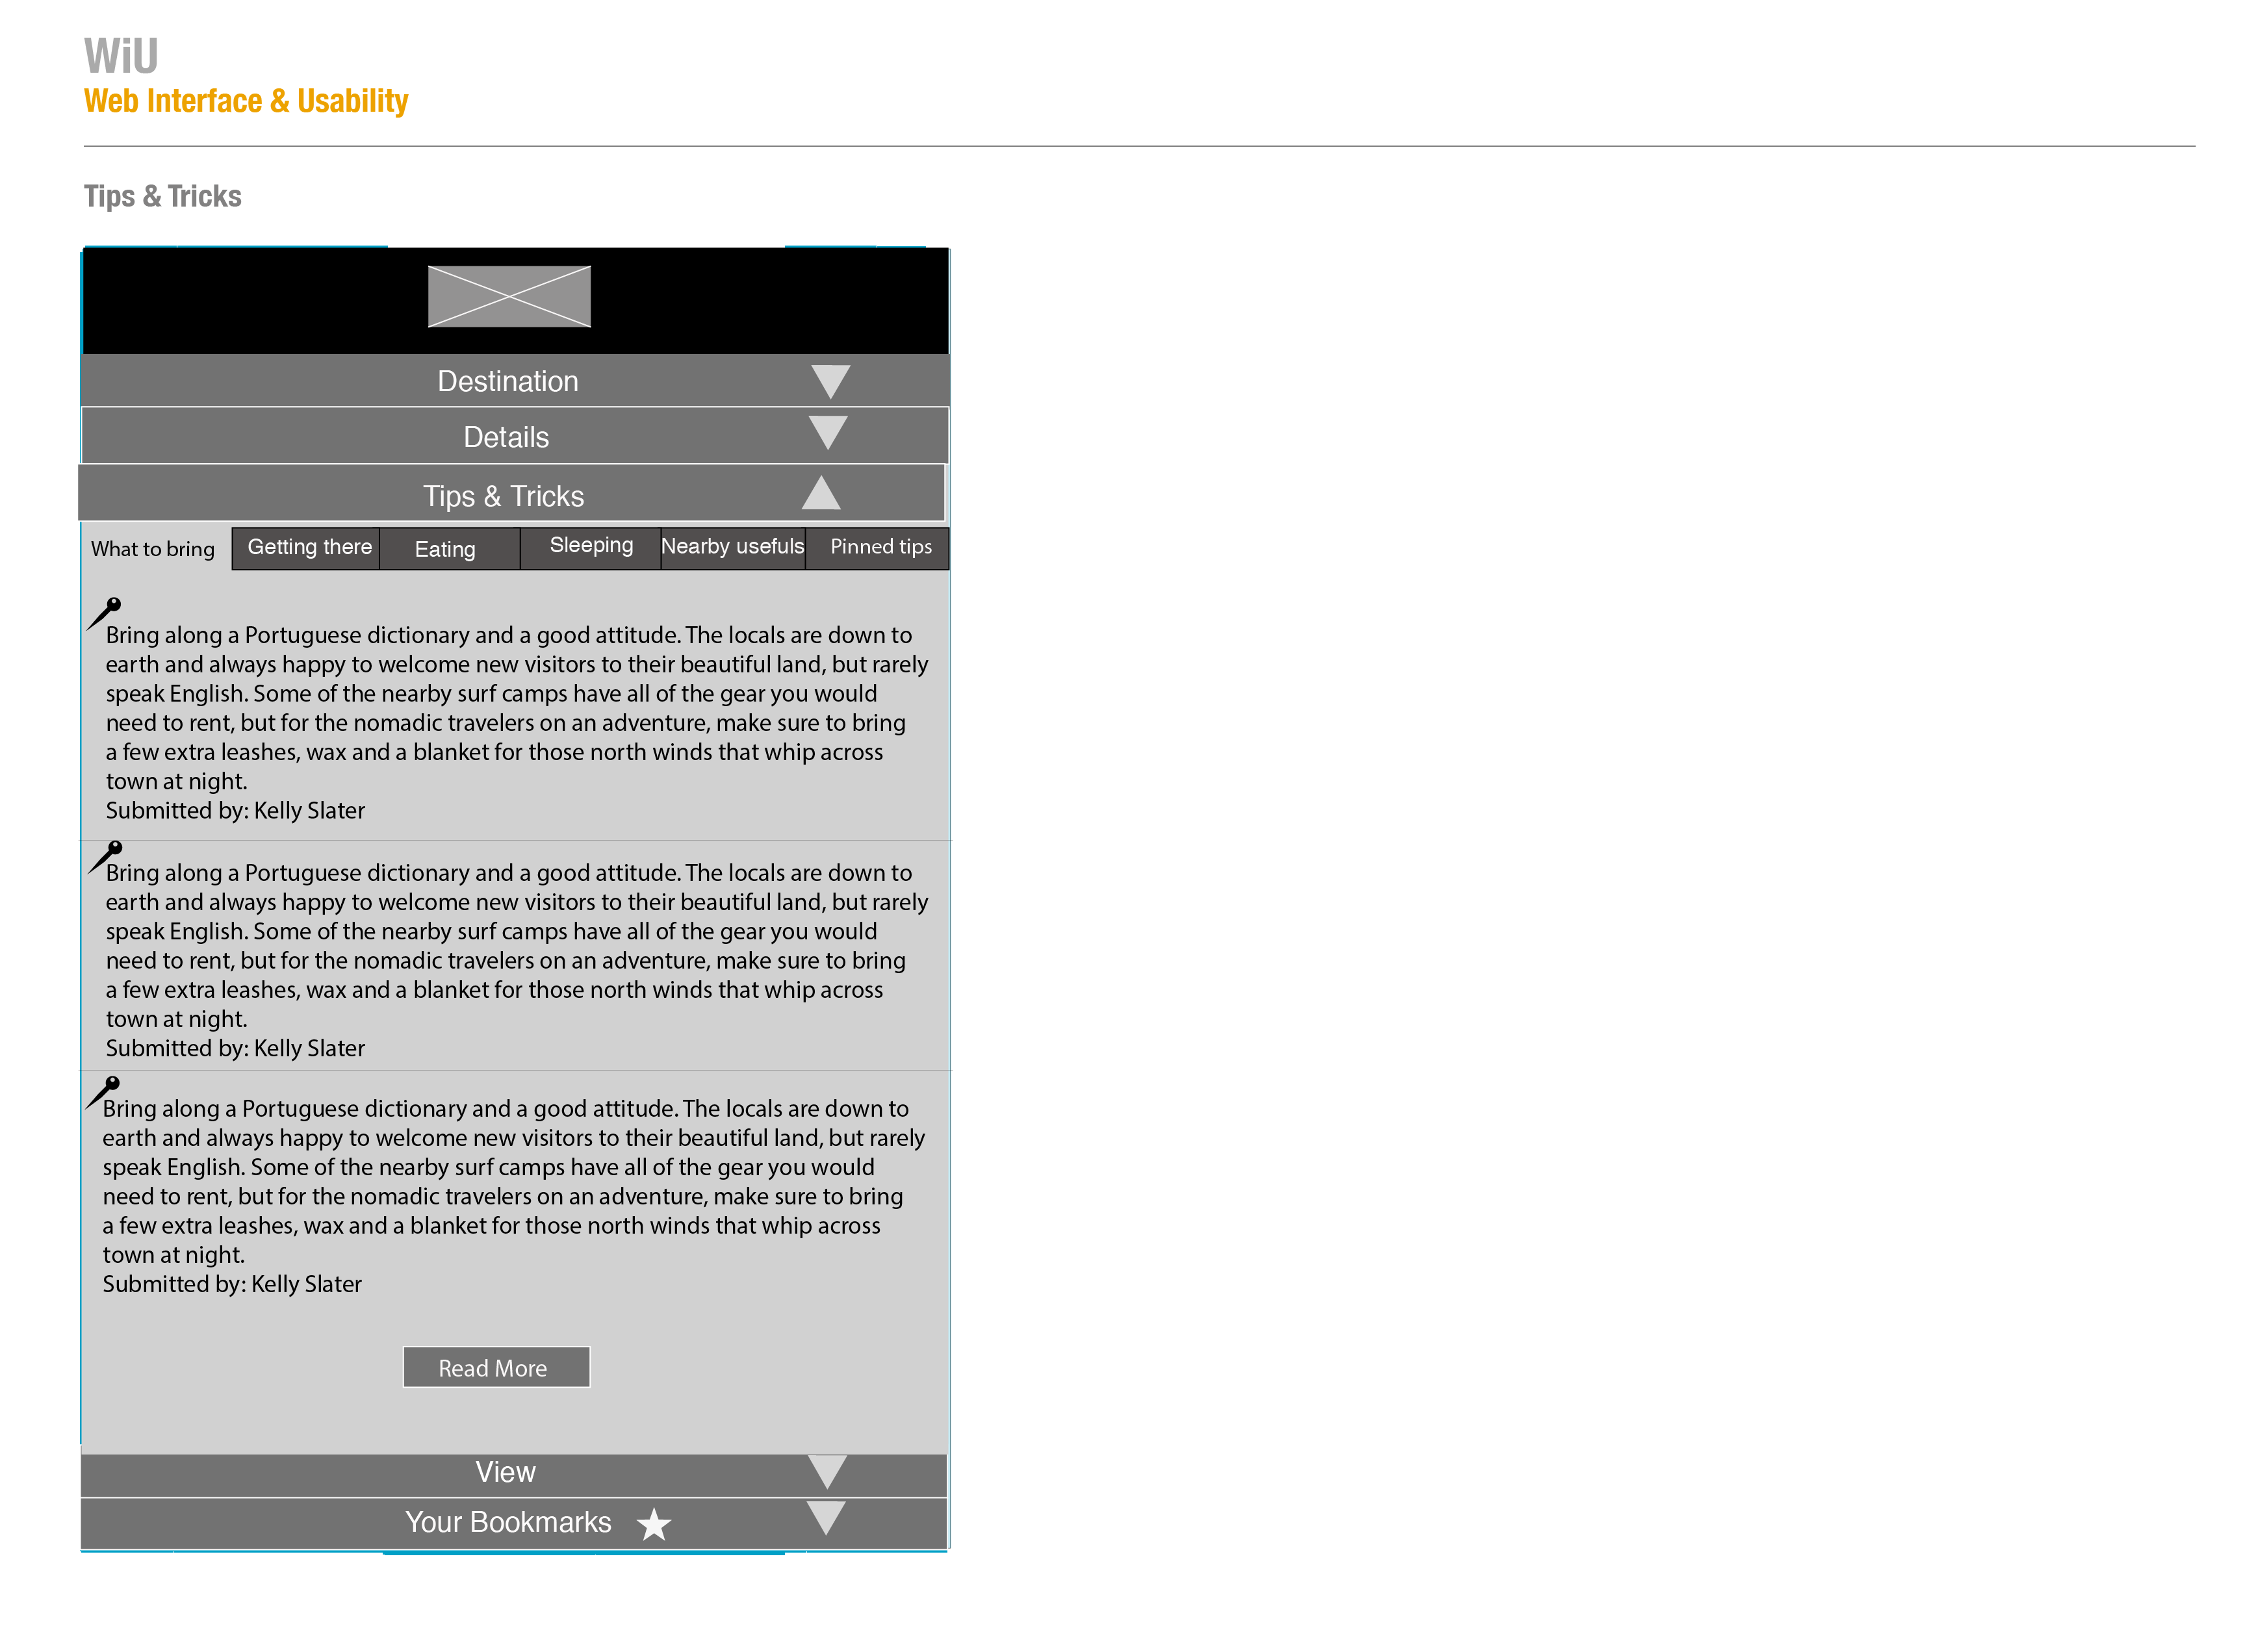 WiU
Web Interface & Usability
Tips & Tricks
Destination
Details
Tips & Tricks
What to bring Getting there Eating Sleeping Nearby usefuls Pinned tips
Bring along a Portuguese dictionary and a good attitude. The locals are down to
earth and always happy to welcome new visitors to their beautiful land, but rarely
speak English. Some of the nearby surf camps have all of the gear you would
need to rent, but for the nomadic travelers on an adventure, make sure to bring
a few extra leashes, wax and a blanket for those north winds that whip across
town at night.
Submitted by: Kelly Slater
Bring along a Portuguese dictionary and a good attitude. The locals are down to
earth and always happy to welcome new visitors to their beautiful land, but rarely
speak English. Some of the nearby surf camps have all of the gear you would
need to rent, but for the nomadic travelers on an adventure, make sure to bring
a few extra leashes, wax and a blanket for those north winds that whip across
town at night.
Submitted by: Kelly Slater
Bring along a Portuguese dictionary and a good attitude. The locals are down to
earth and always happy to welcome new visitors to their beautiful land, but rarely
speak English. Some of the nearby surf camps have all of the gear you would
need to rent, but for the nomadic travelers on an adventure, make sure to bring
a few extra leashes, wax and a blanket for those north winds that whip across
town at night.
Submitted by: Kelly Slater
Read More
View
Your Bookmarks